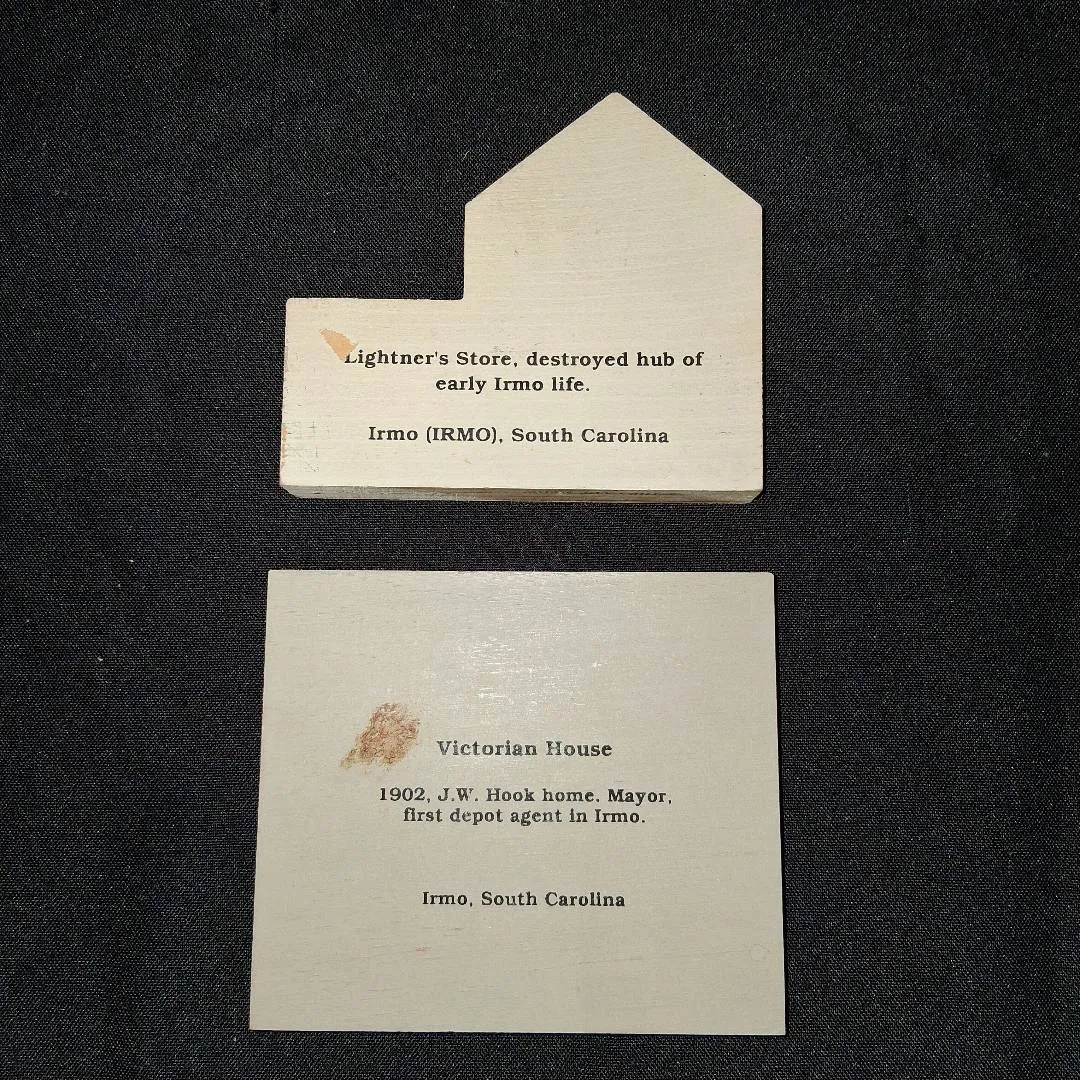 Lightner's Store, destroyed hub of
early Irmo life.
Irmo (IRMO), South Carolina
Victorian House
1902, J.W. Hook home. Mayor,
first depot agent in Irmo.
Irmo, South Carolina